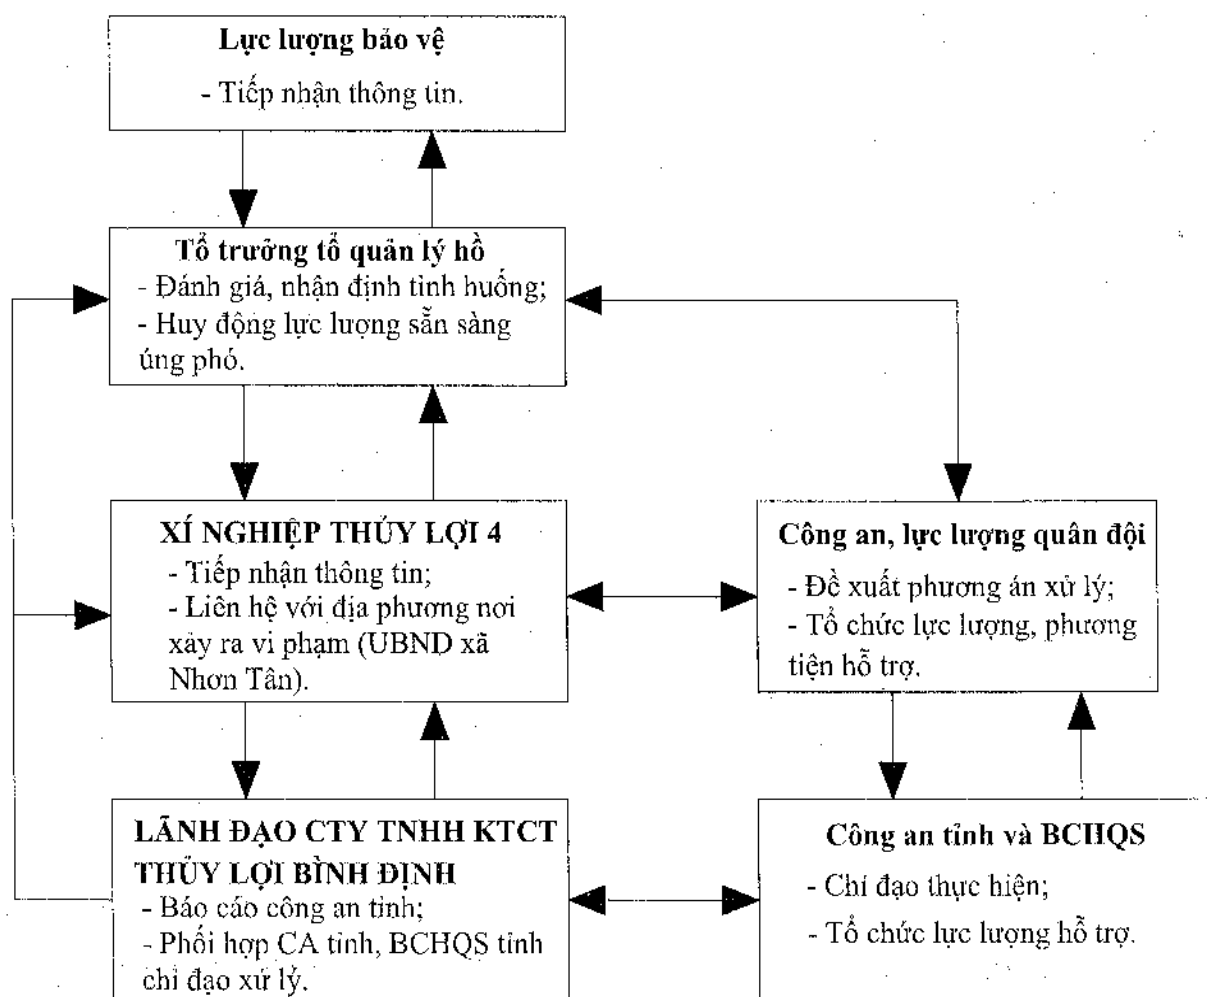 Lực lượng bảo vệ
- Tiếp nhận thông tin.
Tổ trưởng tổ quản lý hồ
- Đánh giá, nhận định tình huống;
- Huy động lực lượng sẵn sàng
úng phó.
XÍ NGHIỆP THỦY LỢI 4
- Tiếp nhận thông tin;
- Liên hệ với địa phương nơi
xảy ra vi phạm (UBND xã
Nhơn Tân).
Công an, lực lượng quân đội
- Đề xuất phương án xử lý;
- Tổ chức lực lượng, phương
tiện hỗ trợ.
LÃNH ĐẠO CTY TNHH KTCT
THỦY LỢI BÌNH ĐỊNH
- Báo cáo công an tỉnh;
- Phối hợp CA tỉnh, BCHQS tỉnh
chỉ đạo xử lý.
Công an tỉnh và BCHQS
- Chỉ đạo thực hiện;
- Tổ chức lực lượng hỗ trợ.